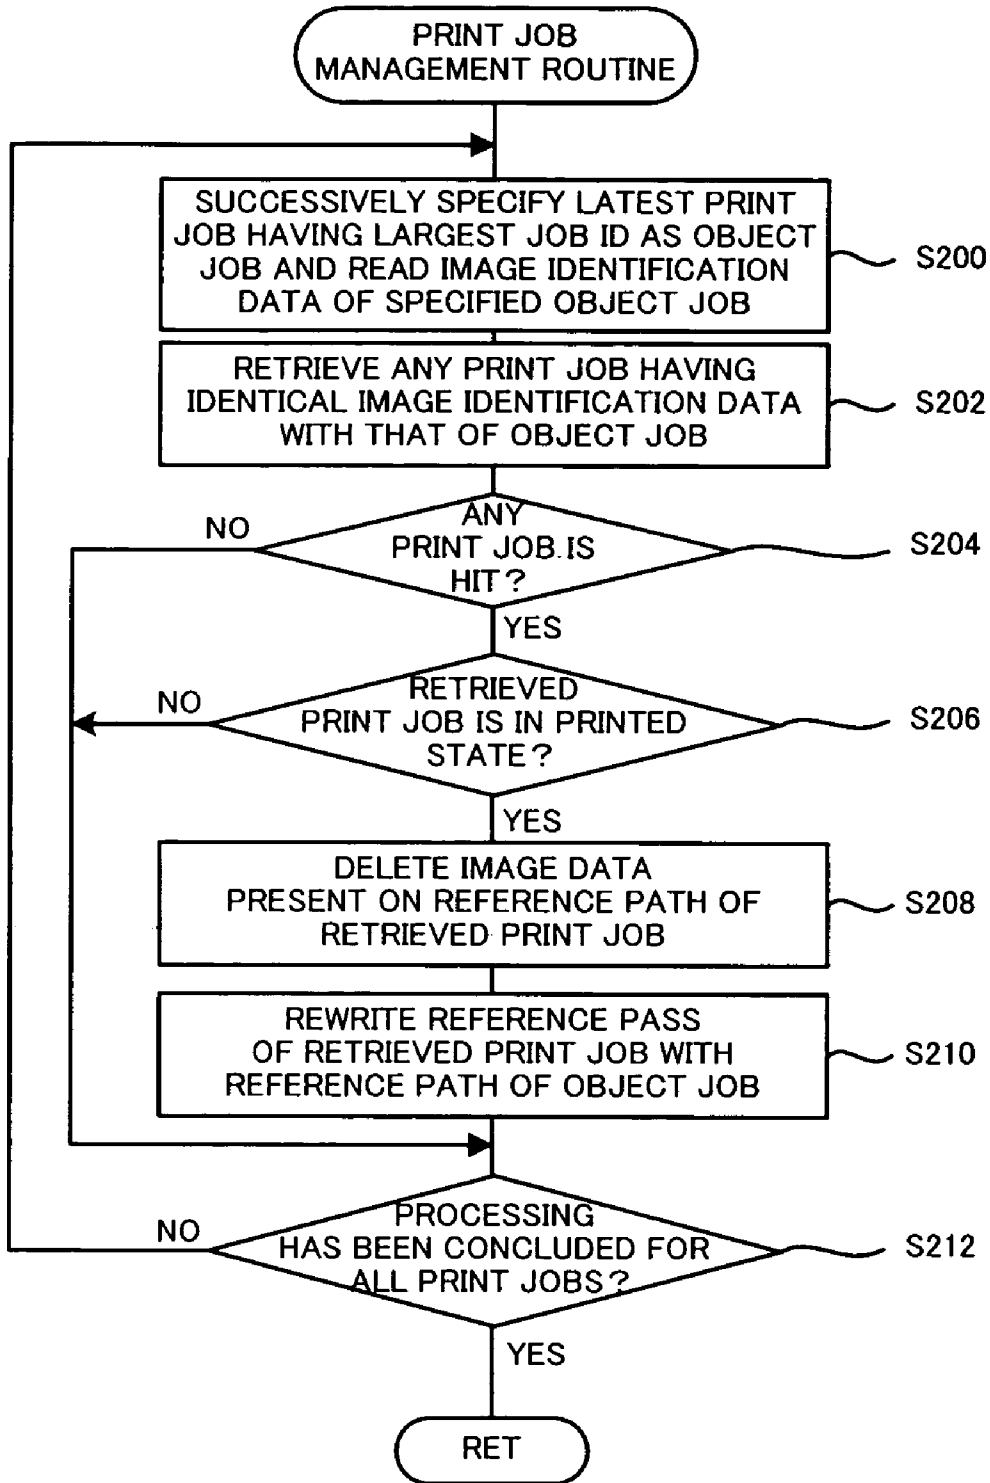 PRINT JOB
MANAGEMENT ROUTINE
SUCCESSIVELY SPECIFY LATEST PRINT
JOB HAVING LARGEST JOB ID AS OBJECT
JOB AND READ IMAGE IDENTIFICATION
DATA OF SPECIFIED OBJECT JOB
S200
RETRIEVE ANY PRINT JOB HAVING
IDENTICAL IMAGE IDENTIFICATION DATA
WITH THAT OF OBJECT JOB
S202
NO
ANY
PRINT JOB IS
HIT?
S204
YES
NO
RETRIEVED
PRINT JOB IS IN PRINTED
STATE?
S206
YES
DELETE IMAGE DATA
PRESENT ON REFERENCE PATH OF
RETRIEVED PRINT JOB
S208
REWRITE REFERENCE PASS
OF RETRIEVED PRINT JOB WITH
REFERENCE PATH OF OBJECT JOB
S210
NO
PROCESSING
HAS BEEN CONCLUDED FOR
ALL PRINT JOBS?
S212
YES
RET